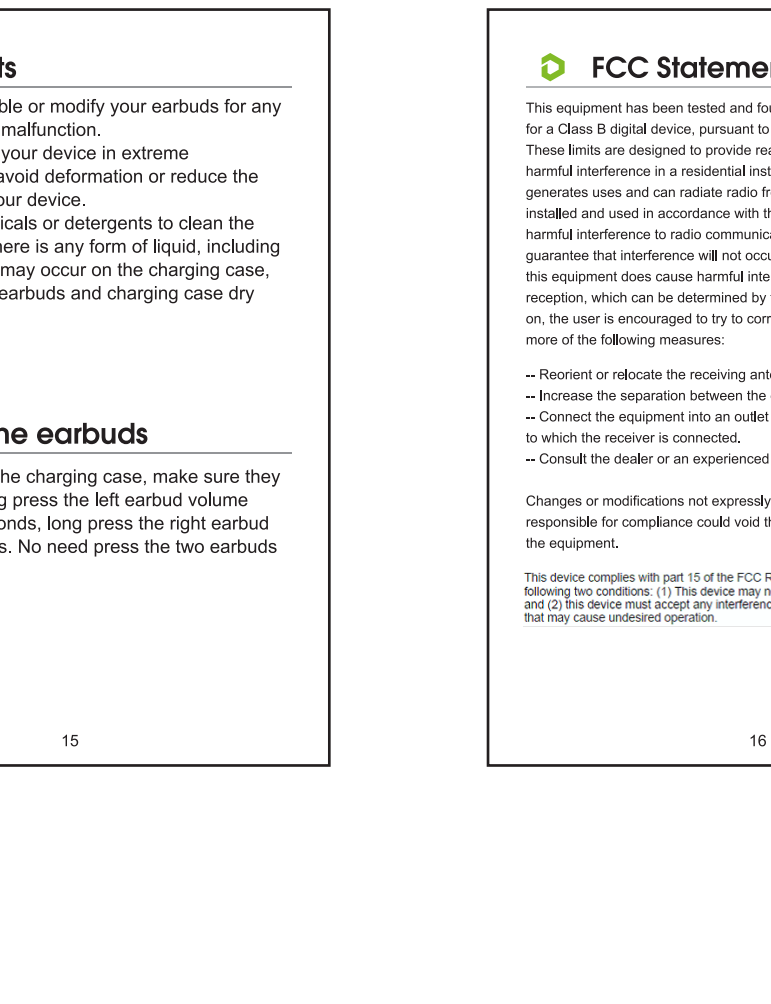 ts
ble or modify your earbuds for any
malfunction.
your device in extreme
avoid deformation or reduce the
our device.
icals or detergents to clean the
here is any form of liquid, including
may occur on the charging case,
earbuds and charging case dry
he earbuds
he charging case, make sure they
g press the left earbud volume
onds, long press the right earbud
s. No need press the two earbuds
15
FCC Stateme
This equipment has been tested and fou
for a Class B digital device, pursuant to
These limits are designed to provide rea
harmful interference in a residential inst
generates uses and can radiate radio fr
installed and used in accordance with th
harmful interference to radio communica
guarantee that interference will not occu
this equipment does cause harmful inte
reception, which can be determined by
on, the user is encouraged to try to corr
more of the following measures:
-- Reorient or relocate the receiving ant
-- Increase the separation between the
-- Connect the equipment into an outlet
to which the receiver is connected.
-- Consult the dealer or an experienced
Changes or modifications not expressly
responsible for compliance could void th
the equipment.
This device complies with part 15 of the FCC R
following two conditions: (1) This device may n
and (2) this device must accept any interferenc
that may cause undesired operation.
16